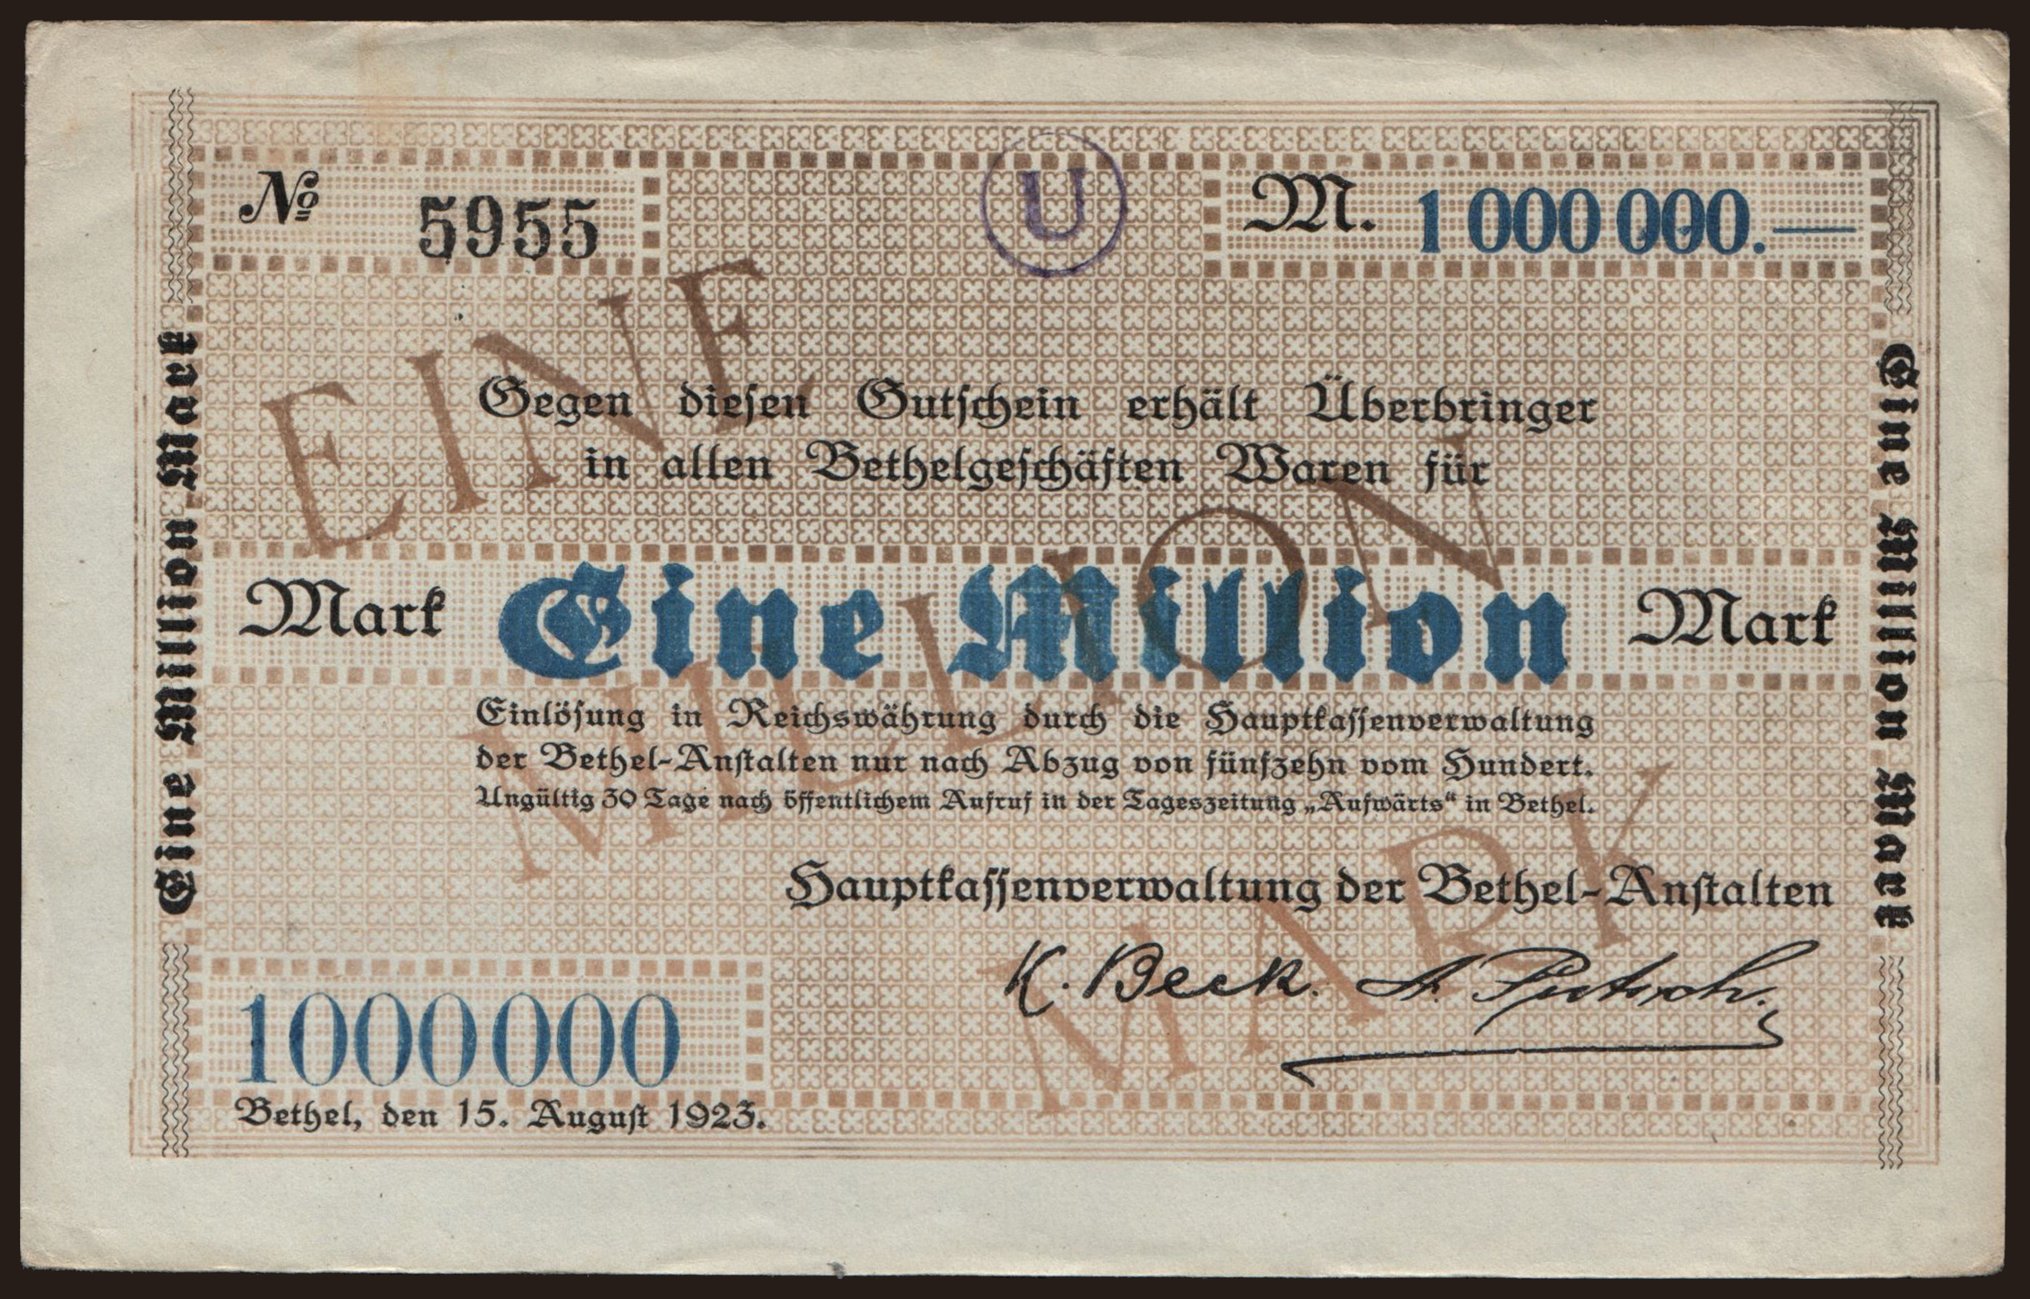 № 5955
U
M. 1 000 000.—
EINE MILLION MARK
Gegen diesen Gutschein erhält Überbringer
in allen Bethelgeschäften Waren für
Mark Eine Million Mark
Einlösung in Reichswährung durch die Hauptkassenverwaltung
der Bethel-Anstalten nur nach Abzug von fünfzehn vom Hundert.
Ungültig 30 Tage nach öffentlichem Aufruf in der Tageszeitung „Aufwärts“ in Bethel.
Hauptkassenverwaltung der Bethel-Anstalten
K. Beck.
1000000
Bethel, den 15. August 1923.
Eine Million Mark
Eine Million Mark